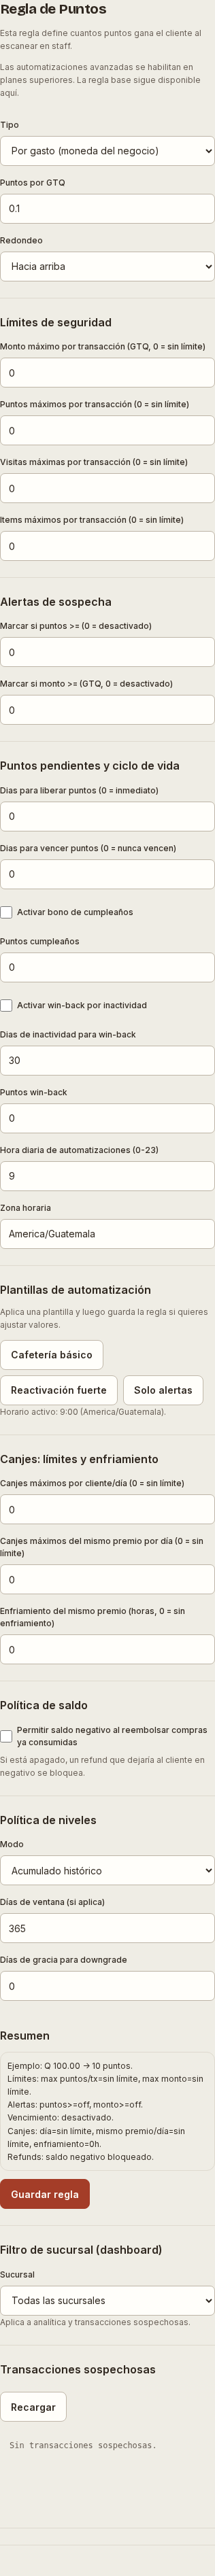 Regla de Puntos
Esta regla define cuantos puntos gana el cliente al
escanear en staff.
Las automatizaciones avanzadas se habilitan en
planes superiores. La regla base sigue disponible
aquí.
Tipo
Por gasto (moneda del negocio)
Puntos por GTQ
0.1
Redondeo
Hacia arriba
Límites de seguridad
Monto máximo por transacción (GTQ, 0 = sin límite)
0
Puntos máximos por transacción (0 = sin límite)
0
Visitas máximas por transacción (0 = sin límite)
0
Items máximos por transacción (0 = sin límite)
0
Alertas de sospecha
Marcar si puntos >= (0 = desactivado)
0
Marcar si monto >= (GTQ, 0 = desactivado)
0
Puntos pendientes y ciclo de vida
Dias para liberar puntos (0 = inmediato)
0
Dias para vencer puntos (0 = nunca vencen)
0
Activar bono de cumpleaños
Puntos cumpleaños
0
Activar win-back por inactividad
Dias de inactividad para win-back
30
Puntos win-back
0
Hora diaria de automatizaciones (0-23)
9
Zona horaria
America/Guatemala
Plantillas de automatización
Aplica una plantilla y luego guarda la regla si quieres
ajustar valores.
Cafetería básico
Reactivación fuerte Solo alertas
Horario activo: 9:00 (America/Guatemala).
Canjes: límites y enfriamiento
Canjes máximos por cliente/día (0 = sin límite)
0
Canjes máximos del mismo premio por día (0 = sin
límite)
0
Enfriamiento del mismo premio (horas, 0 = sin
enfriamiento)
0
Política de saldo
Permitir saldo negativo al reembolsar compras
ya consumidas
Si está apagado, un refund que dejaría al cliente en
negativo se bloquea.
Política de niveles
Modo
Acumulado histórico
Días de ventana (si aplica)
365
Días de gracia para downgrade
0
Resumen
Ejemplo: Q 100.00 → 10 puntos.
Límites: max puntos/tx=sin límite, max monto=sin
límite.
Alertas: puntos>=off, monto>=off.
Vencimiento: desactivado.
Canjes: día=sin límite, mismo premio/día=sin
límite, enfriamiento=0h.
Refunds: saldo negativo bloqueado.
Guardar regla
Filtro de sucursal (dashboard)
Sucursal
Todas las sucursales
Aplica a analítica y transacciones sospechosas.
Transacciones sospechosas
Recargar
Sin transacciones sospechosas.